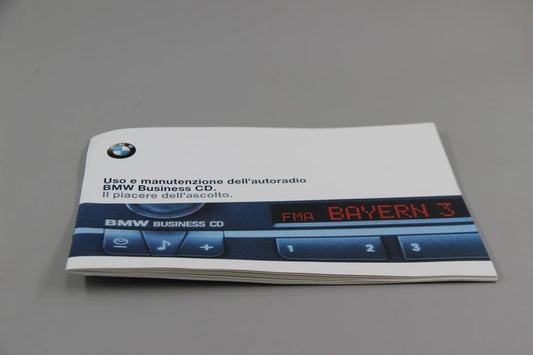 Uso e manutenzione dell'autoradio
BMW Business CD.
Il piacere dell'ascolto.
FMA BAYERN 3
BMW BUSINESS CD
+ 1 2 3